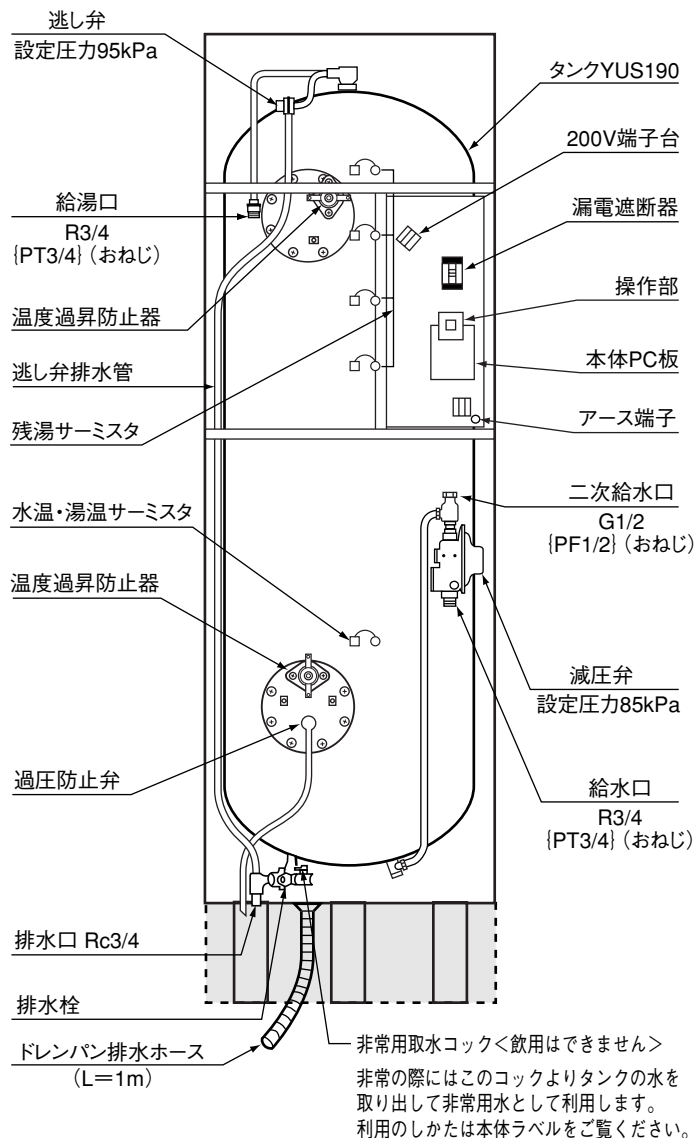 逃し弁
設定圧力95kPa
給湯口
R3/4
{PT3/4}（おねじ）
温度過昇防止器
逃し弁排水管
残湯サーミスタ
水温・湯温サーミスタ
温度過昇防止器
過圧防止弁
排水口 Rc3/4
排水栓
ドレンパン排水ホース
（L＝1m）
タンクYUS190
200V端子台
漏電遮断器
操作部
本体PC板
アース端子
二次給水口
G1/2
{PF1/2}（おねじ）
減圧弁
設定圧力85kPa
給水口
R3/4
{PT3/4}（おねじ）
非常用取水コック＜飲用はできません＞
非常の際にはこのコックよりタンクの水を
取り出して非常用水として利用します。
利用のしかたは本体ラベルをご覧ください。